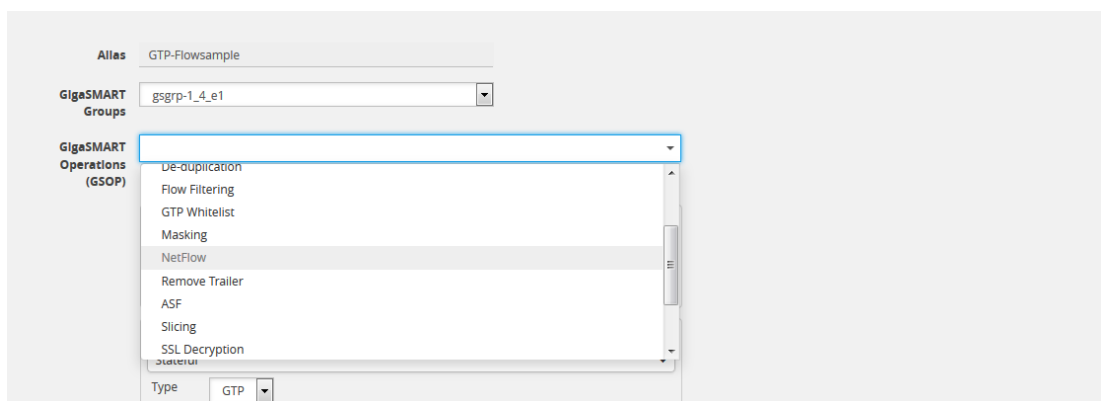 Alias GTP-Flowsample
GigaSMART Groups gsgrp-1_4_e1
GigaSMART Operations (GSOP)
De-duplication
Flow Filtering
GTP Whitelist
Masking
NetFlow
Remove Trailer
ASF
Slicing
SSL Decryption
Stateful
Type GTP